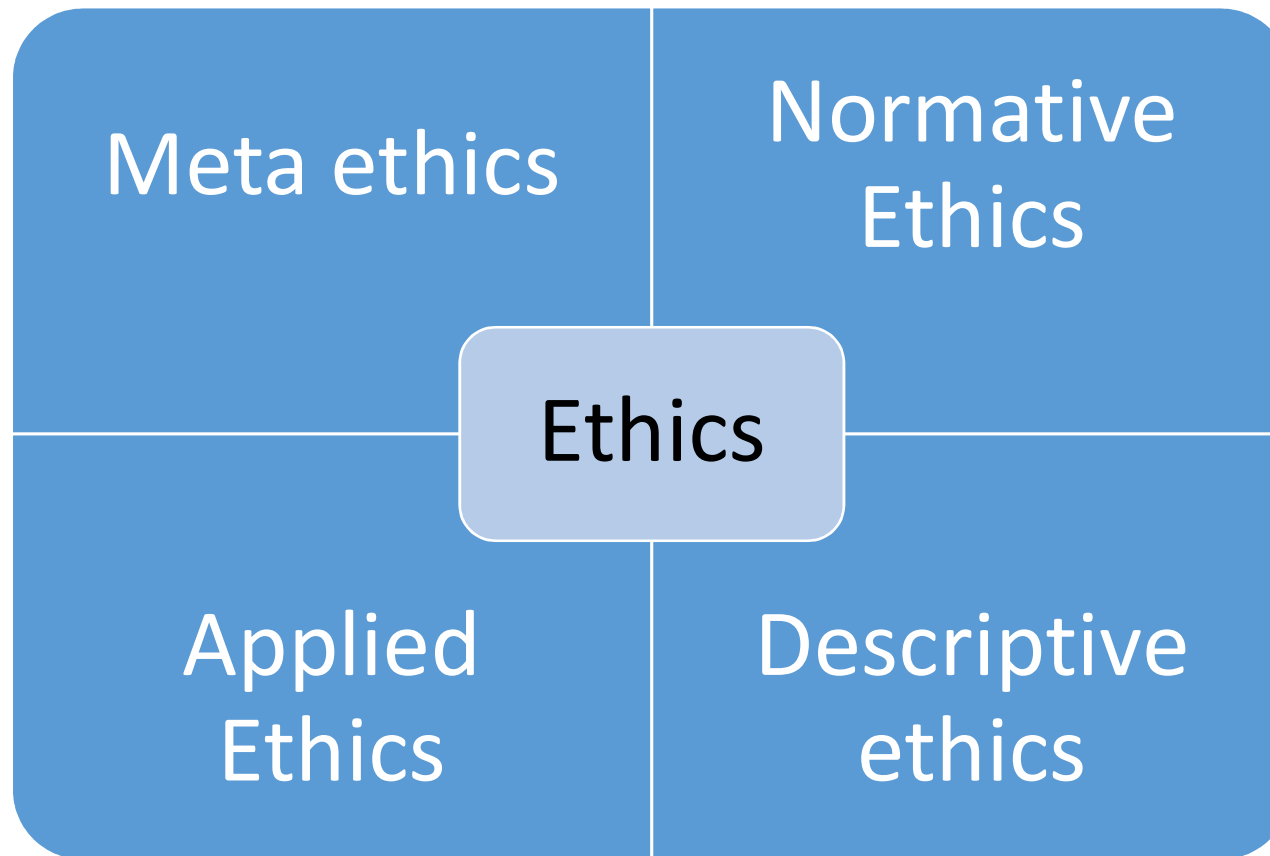 Meta ethics
Normative
Ethics
Ethics
Applied
Ethics
Descriptive
ethics